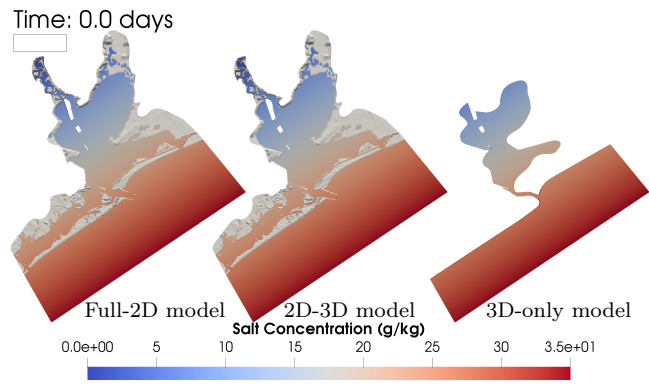 Time: 0.0 days
Full-2D model 2D-3D model 3D-only model
Salt Concentration (g/kg)
0.0e+00 5 10 15 20 25 30 3.5e+01